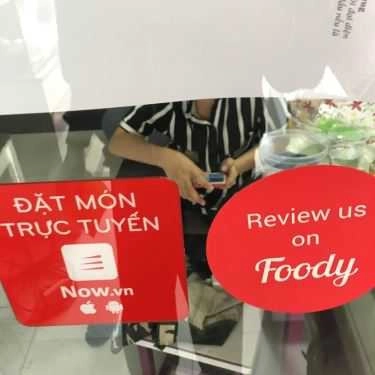 ĐẶT MÓN
TRỰC TUYẾN
Now.vn
Review us
on
Foody